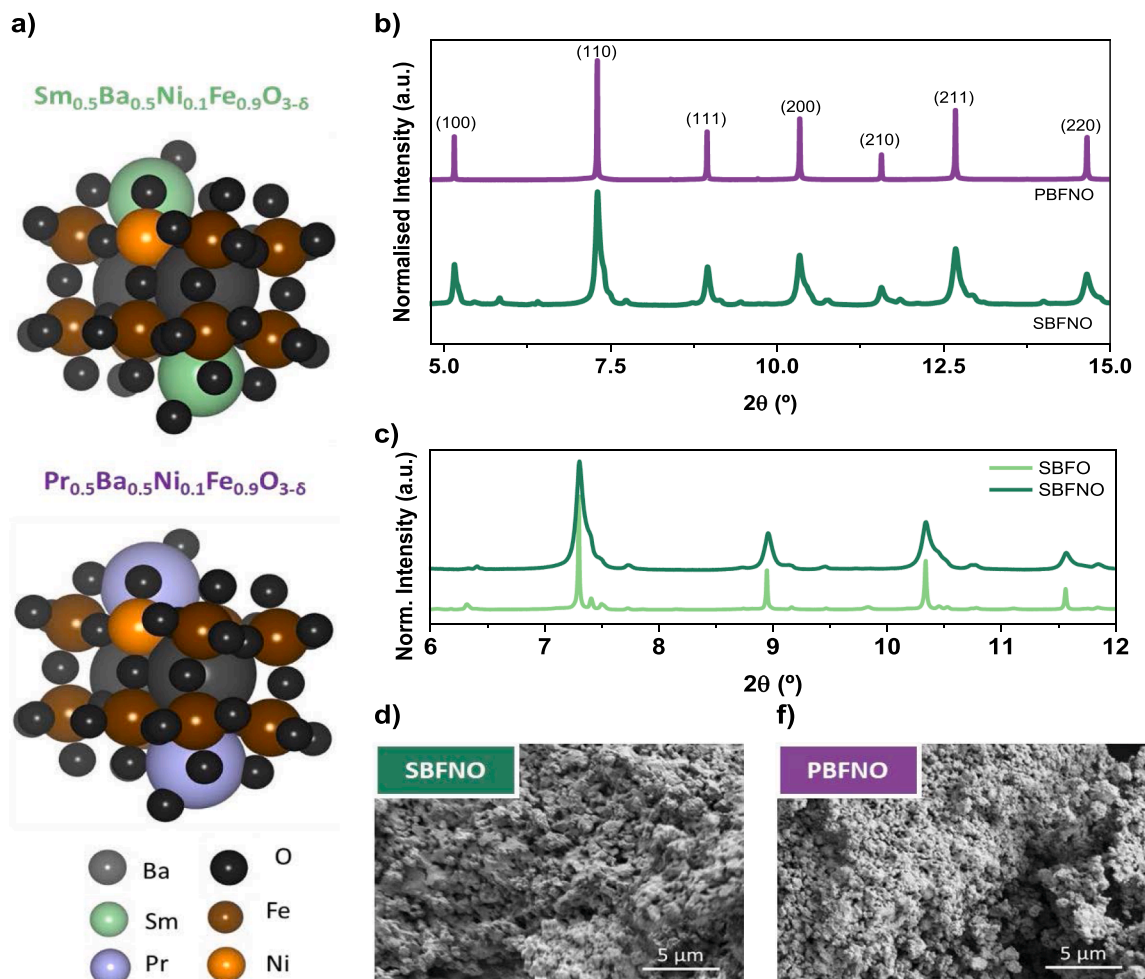 a)
Sm₀.₅Ba₀.₅Ni₀.₁Fe₀.₉O₃₋δ
Pr₀.₅Ba₀.₅Ni₀.₁Fe₀.₉O₃₋δ
Ba
O
Sm
Fe
Pr
Ni
b)
Normalised Intensity (a.u.)
(100)
(110)
(111)
(200)
(210)
(211)
(220)
PBFNO
SBFNO
5.0 7.5 10.0 12.5 15.0
2θ (º)
c)
Norm. Intensity (a.u.)
SBFO
SBFNO
6 7 8 9 10 11 12
2θ (º)
d)
SBFNO
5 µm
f)
PBFNO
5 µm